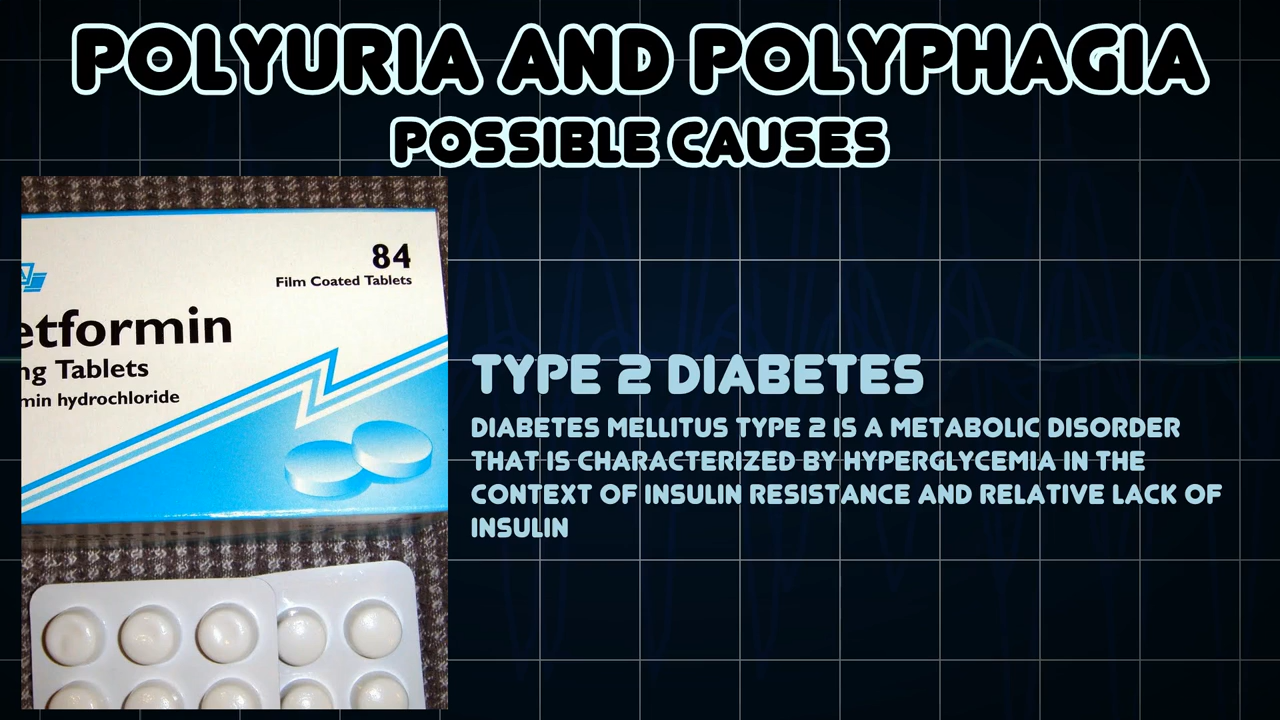 POLYURIA AND POLYPHAGIA
POSSIBLE CAUSES
84
Film Coated Tablets
etformin
ng Tablets
min hydrochloride
TYPE 2 DIABETES
DIABETES MELLITUS TYPE 2 IS A METABOLIC DISORDER
THAT IS CHARACTERIZED BY HYPERGLYCEMIA IN THE
CONTEXT OF INSULIN RESISTANCE AND RELATIVE LACK OF
INSULIN